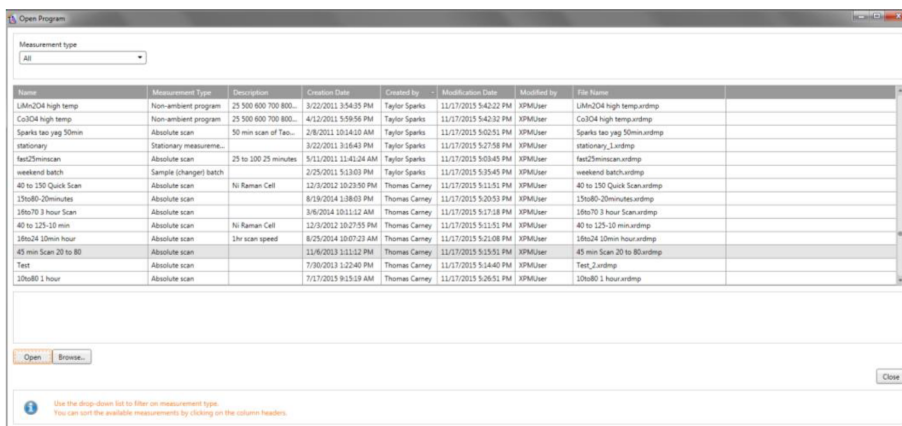 Open Program
Measurement type
All
Name Measurement Type Description Creation Date Created by Modification Date Modified by File Name
LiMn2O4 high temp Non-ambient program 25 500 600 700 800... 3/22/2011 3:54:35 PM Taylor Sparks 11/17/2015 5:42:22 PM XPMUser LiMn2O4 high temp.xrdmp
Co3O4 high temp Non-ambient program 25 500 600 700 800... 4/12/2011 5:59:56 PM Taylor Sparks 11/17/2015 5:42:32 PM XPMUser Co3O4 high temp.xrdmp
Sparks tao yag 50min Absolute scan 50 min scan of Tao... 2/8/2011 10:14:10 AM Taylor Sparks 11/17/2015 5:02:51 PM XPMUser Sparks tao yag 50min.xrdmp
stationary Stationary measureme... 3/22/2011 3:16:43 PM Taylor Sparks 11/17/2015 5:27:58 PM XPMUser stationary_1.xrdmp
fast25minscan Absolute scan 25 to 100 25 minutes 5/11/2011 11:41:24 AM Taylor Sparks 11/17/2015 5:03:45 PM XPMUser fast25minscan.xrdmp
weekend batch Sample (changer) batch 2/25/2011 5:13:03 PM Taylor Sparks 11/17/2015 5:35:45 PM XPMUser weekend batch.xrdmp
40 to 150 Quick Scan Absolute scan Ni Raman Cell 12/3/2012 10:23:50 PM Thomas Carney 11/17/2015 5:11:51 PM XPMUser 40 to 150 Quick Scan.xrdmp
15to80-20minutes Absolute scan 8/19/2014 1:38:03 PM Thomas Carney 11/17/2015 5:20:53 PM XPMUser 15to80-20minutes.xrdmp
16to70 3 hour Scan Absolute scan 3/6/2014 10:11:12 AM Thomas Carney 11/17/2015 5:17:18 PM XPMUser 16to70 3 hour Scan.xrdmp
40 to 125-10 min Absolute scan Ni Raman Cell 12/3/2012 10:27:55 PM Thomas Carney 11/17/2015 5:11:51 PM XPMUser 40 to 125-10 min.xrdmp
16to24 10min hour Absolute scan 1hr scan speed 8/25/2014 10:07:23 AM Thomas Carney 11/17/2015 5:21:08 PM XPMUser 16to24 10min hour.xrdmp
45 min Scan 20 to 80 Absolute scan 11/6/2013 1:11:12 PM Thomas Carney 11/17/2015 5:15:51 PM XPMUser 45 min Scan 20 to 80.xrdmp
Test Absolute scan 7/30/2013 1:22:40 PM Thomas Carney 11/17/2015 5:14:40 PM XPMUser Test_2.xrdmp
10to80 1 hour Absolute scan 7/17/2015 9:15:19 AM Thomas Carney 11/17/2015 5:26:51 PM XPMUser 10to80 1 hour.xrdmp
Open Browse...
Close
Use the drop-down list to filter on measurement type.
You can sort the available measurements by clicking on the column headers.